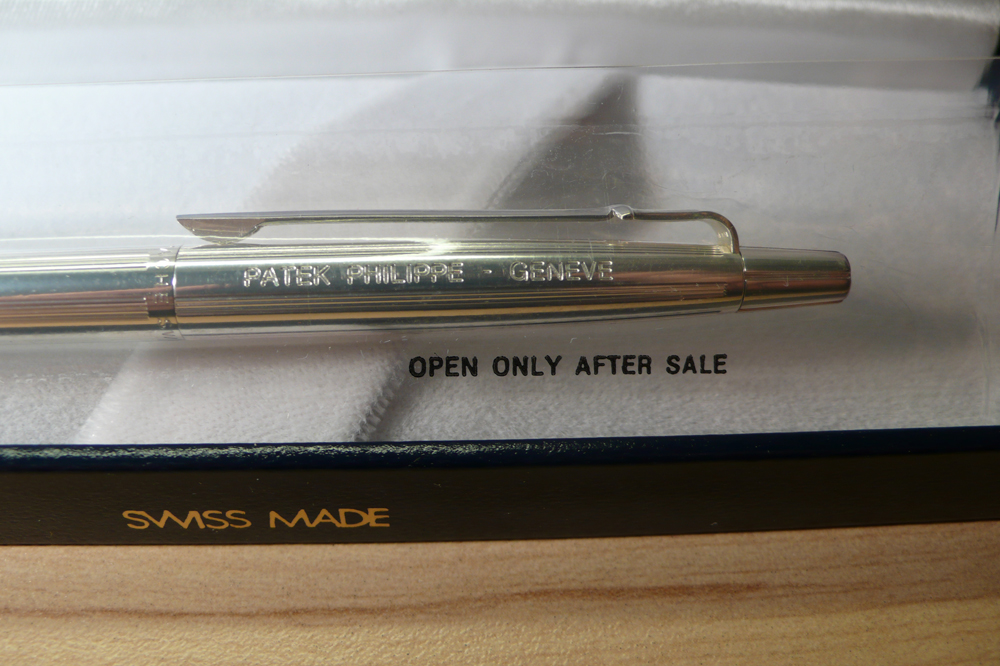 PATEK PHILIPPE - GENEVE
OPEN ONLY AFTER SALE
SWISS MADE